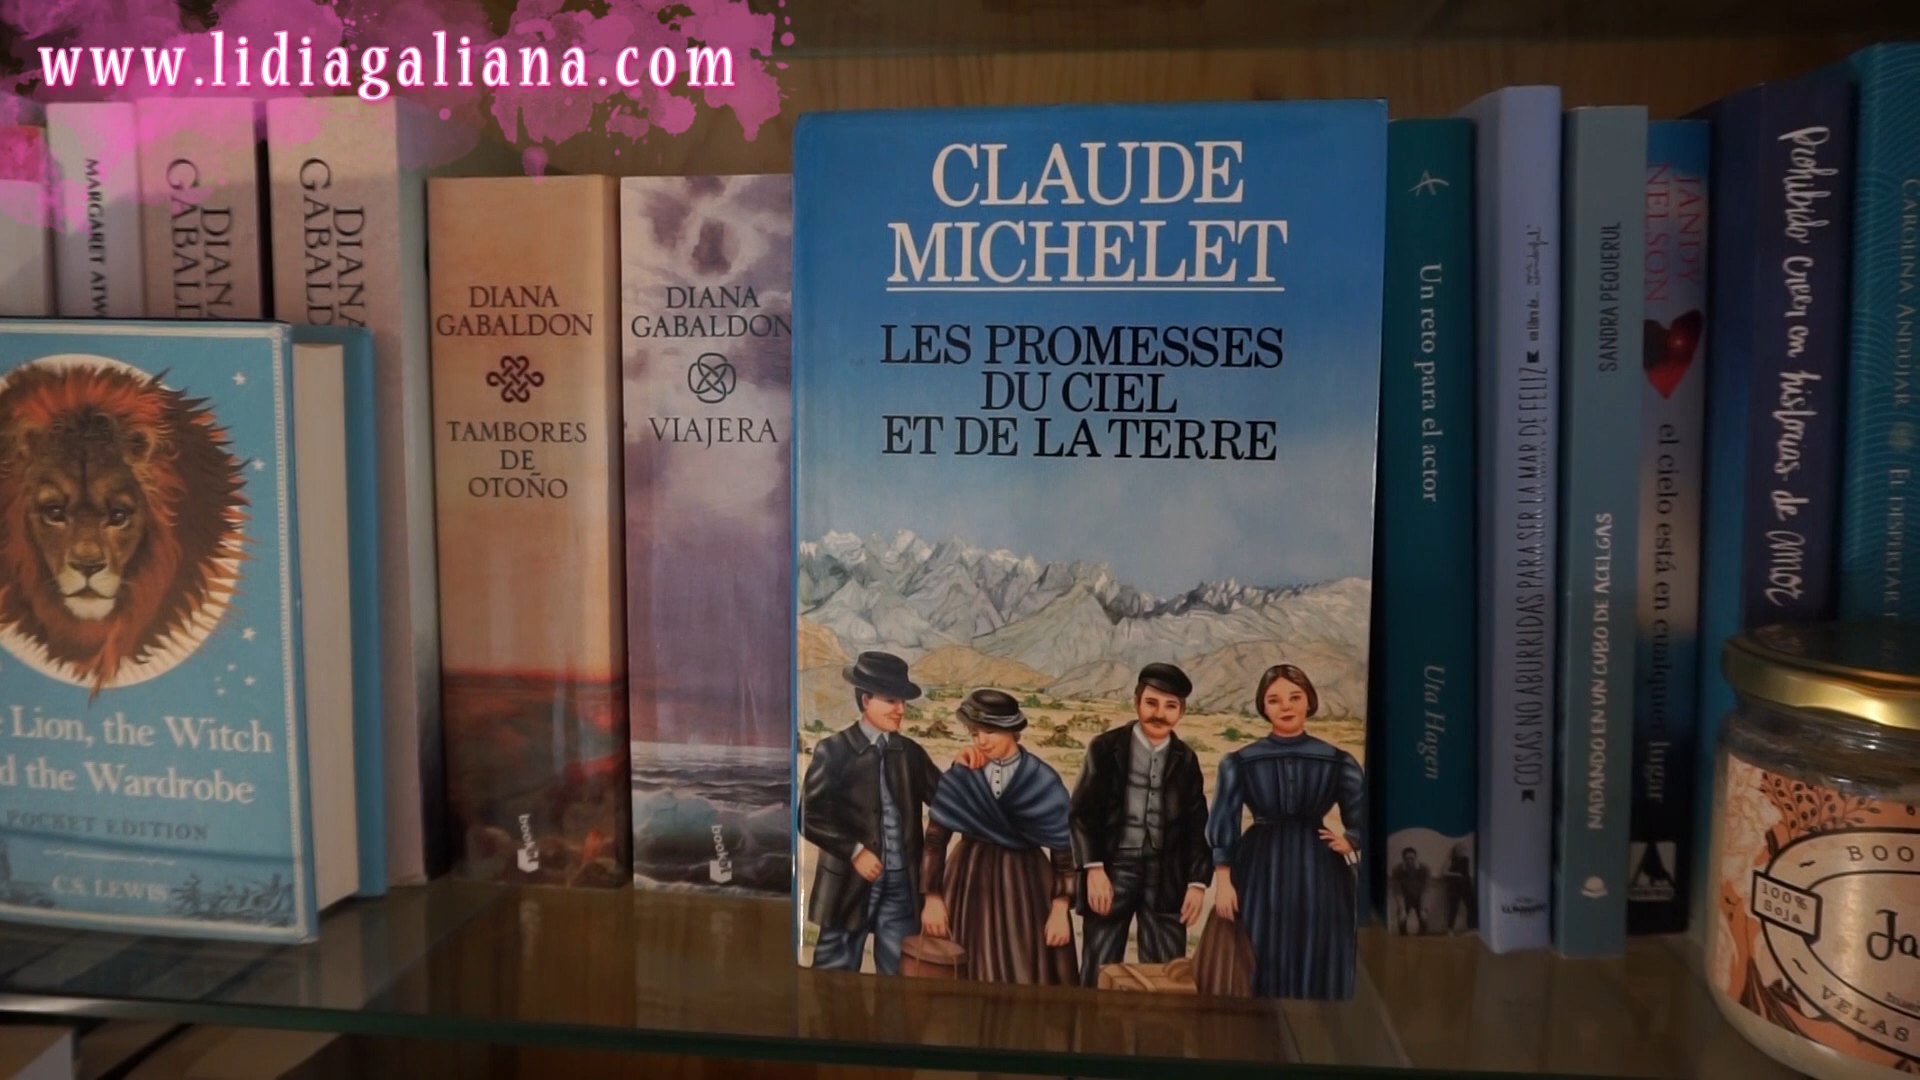 www.lidiagaliana.com
MARGARET ATW
DIANA
GABALD
DIANA
GABALD
DIANA
GABALDON
TAMBORES
DE
OTOÑO
booket
DIANA
GABALDON
VIAJERA
booket
CLAUDE
MICHELET
LES PROMESSES
DU CIEL
ET DE LA TERRE
Lion, the Witch
d the Wardrobe
POCKET EDITION
C.S. LEWIS
Un reto para el actor
Uta Hagen
COSAS NO ABURRIDAS PARA SER LA MAR DE FELIZ
SANDRA PEQUERUL
NADANDO EN UN CUBO DE ACELGAS
JANDY
NELSON
el cielo está en cualquier lugar
Prohibido creer en historias de amor
CAROLINA ANDÚJAR
BOO
100%
Soja
Ja
VELAS